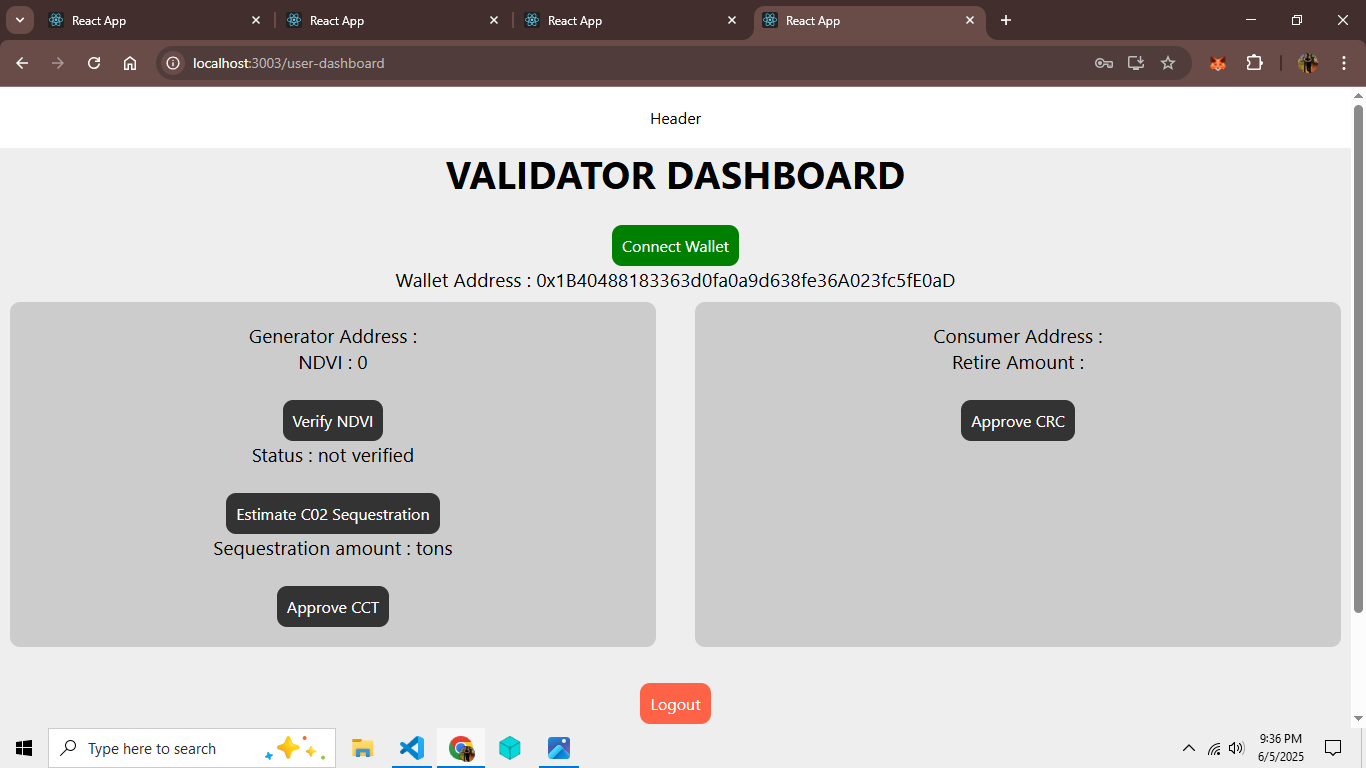 React App
React App
React App
React App
localhost:3003/user-dashboard
Header
VALIDATOR DASHBOARD
Connect Wallet
Wallet Address : 0x1B40488183363d0fa0a9d638fe36A023fc5fE0aD
Generator Address :
NDVI : 0
Verify NDVI
Status : not verified
Estimate C02 Sequestration
Sequestration amount : tons
Approve CCT
Consumer Address :
Retire Amount :
Approve CRC
Logout
Type here to search
9:36 PM
6/5/2025